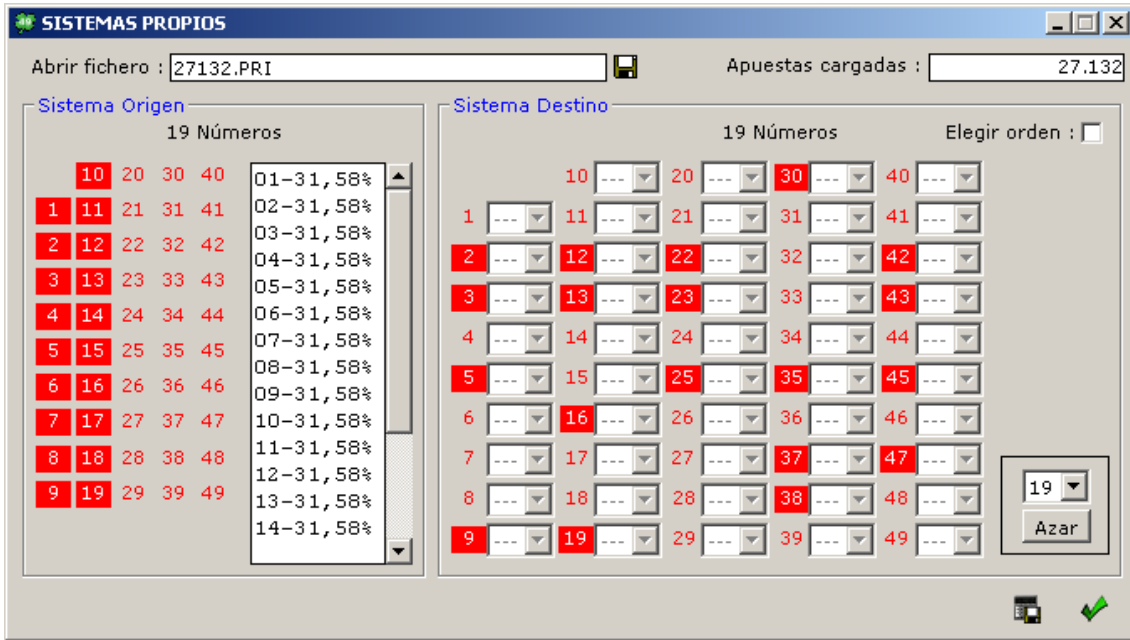 SISTEMAS PROPIOS
Abrir fichero : 27132.PRI Apuestas cargadas : 27.132
Sistema Origen
19 Números
10 20 30 40
1 11 21 31 41
2 12 22 32 42
3 13 23 33 43
4 14 24 34 44
5 15 25 35 45
6 16 26 36 46
7 17 27 37 47
8 18 28 38 48
9 19 29 39 49
01-31,58%
02-31,58%
03-31,58%
04-31,58%
05-31,58%
06-31,58%
07-31,58%
08-31,58%
09-31,58%
10-31,58%
11-31,58%
12-31,58%
13-31,58%
14-31,58%
Sistema Destino
19 Números Elegir orden :
10 --- 20 --- 30 --- 40 ---
1 --- 11 --- 21 --- 31 --- 41 ---
2 --- 12 --- 22 --- 32 --- 42 ---
3 --- 13 --- 23 --- 33 --- 43 ---
4 --- 14 --- 24 --- 34 --- 44 ---
5 --- 15 --- 25 --- 35 --- 45 ---
6 --- 16 --- 26 --- 36 --- 46 ---
7 --- 17 --- 27 --- 37 --- 47 ---
8 --- 18 --- 28 --- 38 --- 48 ---
9 --- 19 --- 29 --- 39 --- 49 ---
19
Azar